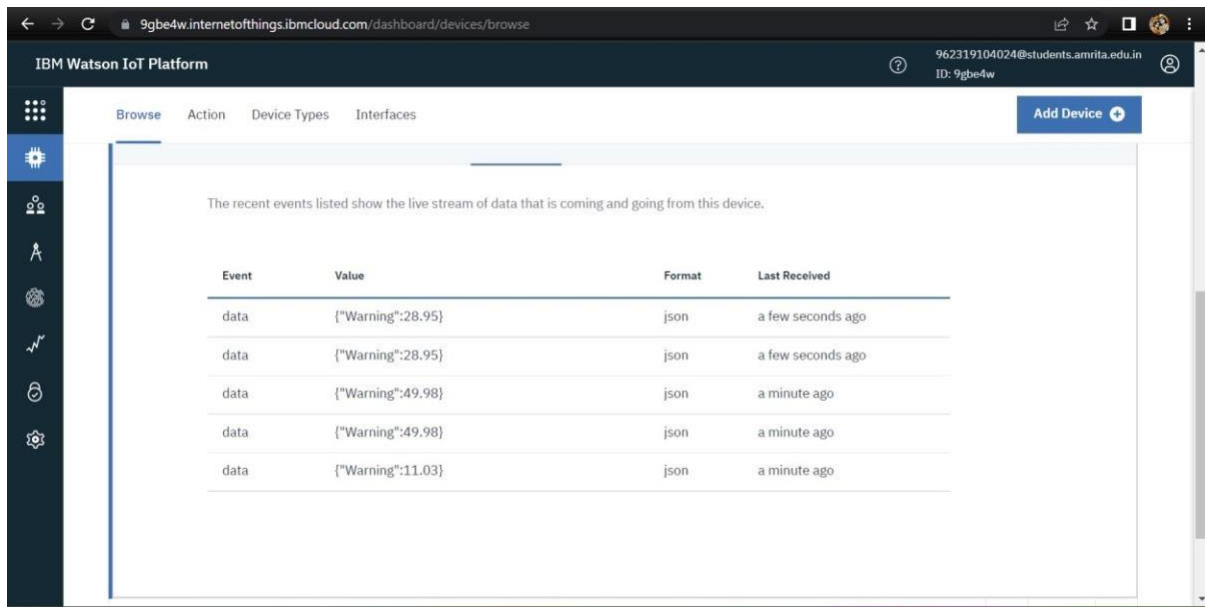 9gbe4w.internetofthings.ibmcloud.com/dashboard/devices/browse
IBM Watson IoT Platform
962319104024@students.amrita.edu.in
ID: 9gbe4w
Browse Action Device Types Interfaces
Add Device
The recent events listed show the live stream of data that is coming and going from this device.
Event Value Format Last Received
data {"Warning":28.95} json a few seconds ago
data {"Warning":28.95} json a few seconds ago
data {"Warning":49.98} json a minute ago
data {"Warning":49.98} json a minute ago
data {"Warning":11.03} json a minute ago